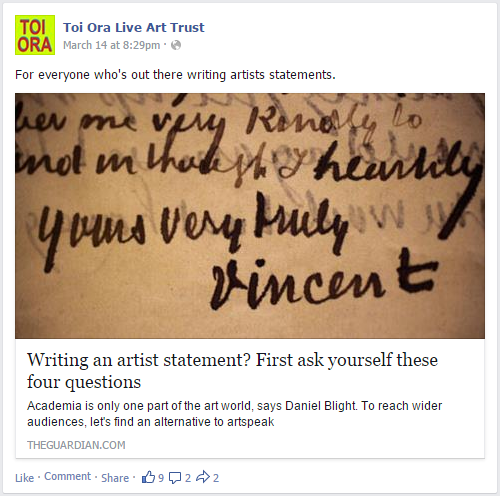 TOI
ORA
Toi Ora Live Art Trust
March 14 at 8:29pm ·
For everyone who's out there writing artists statements.
me very Kindly to
and in thought I heartily
yours very truly
Vincent
Writing an artist statement? First ask yourself these
four questions
Academia is only one part of the art world, says Daniel Blight. To reach wider
audiences, let's find an alternative to artspeak
THEGUARDIAN.COM
Like · Comment · Share · 9 2 2